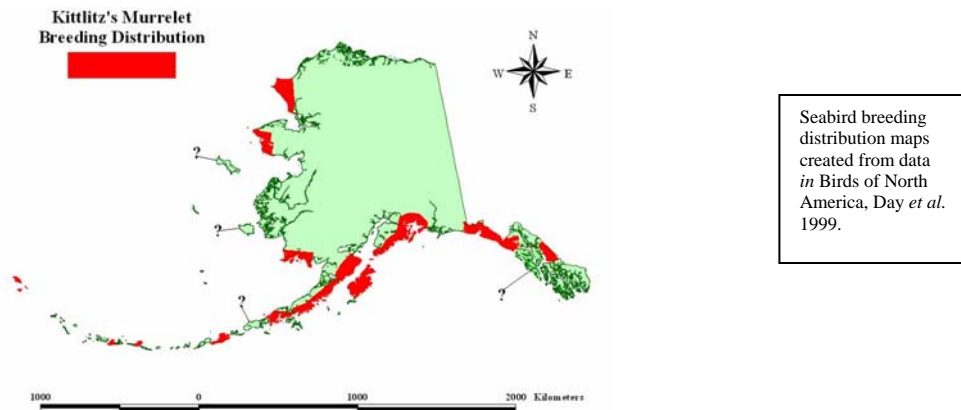 Kittlitz's Murrelet
Breeding Distribution
N
W
E
S
?
?
?
?
1000
0
1000
2000
Kilometers
Seabird breeding
distribution maps
created from data
in Birds of North
America, Day et al.
1999.